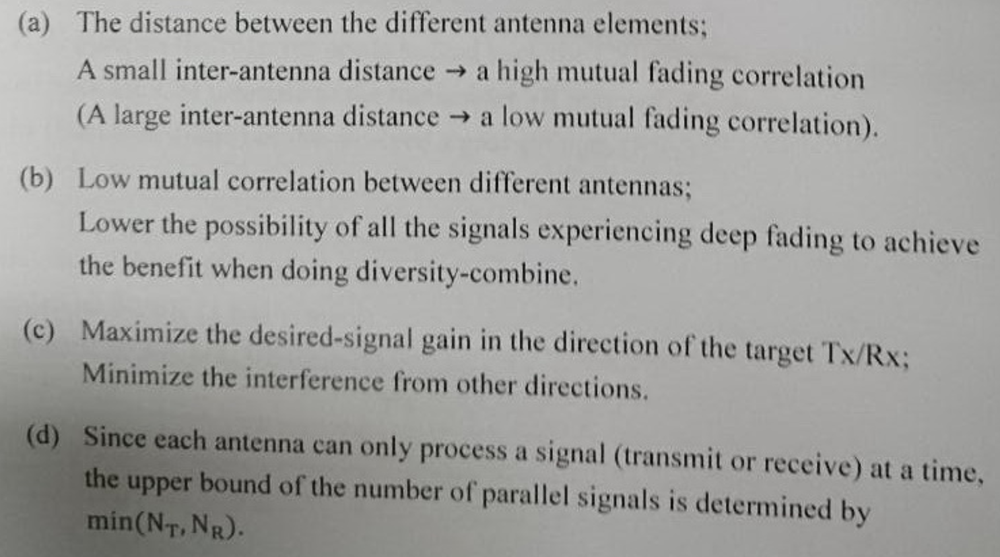 (a) The distance between the different antenna elements;
A small inter-antenna distance → a high mutual fading correlation
(A large inter-antenna distance → a low mutual fading correlation).
(b) Low mutual correlation between different antennas;
Lower the possibility of all the signals experiencing deep fading to achieve
the benefit when doing diversity-combine.
(c) Maximize the desired-signal gain in the direction of the target Tx/Rx;
Minimize the interference from other directions.
(d) Since each antenna can only process a signal (transmit or receive) at a time,
the upper bound of the number of parallel signals is determined by
min(N_T, N_R).